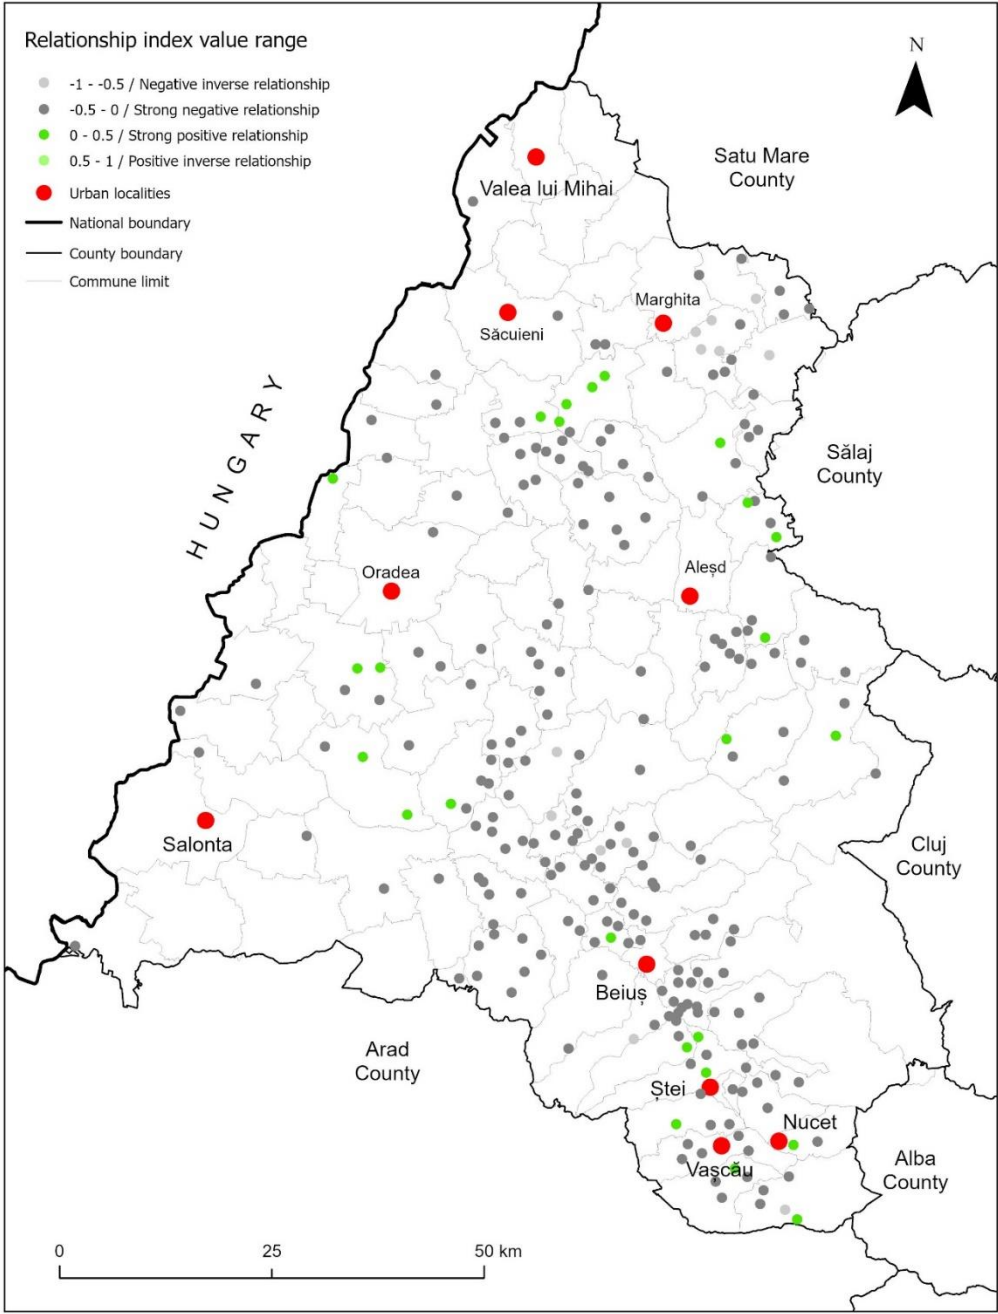 Relationship index value range
-1 - -0.5 / Negative inverse relationship
-0.5 - 0 / Strong negative relationship
0 - 0.5 / Strong positive relationship
0.5 - 1 / Positive inverse relationship
Urban localities
National boundary
County boundary
Commune limit
N
Satu Mare
County
Valea lui Mihai
Marghita
Săcuieni
HUNGARY
Sălaj
County
Oradea
Aleșd
Salonta
Cluj
County
Beiuș
Arad
County
Ștei
Nucet
Vașcău
Alba
County
0 25 50 km